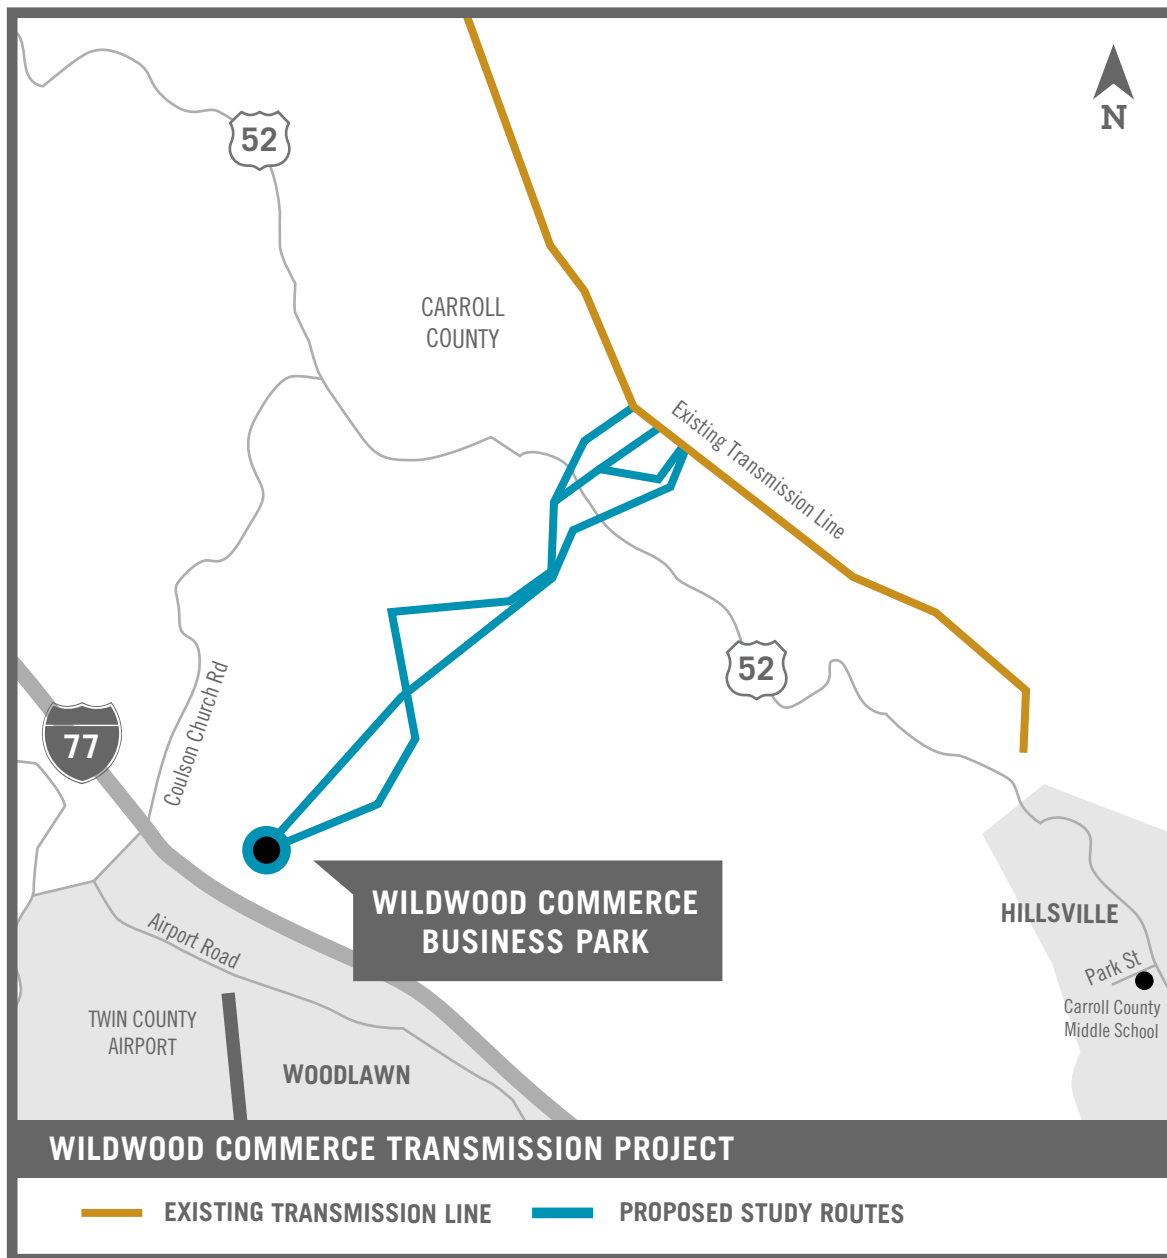 N
52
CARROLL
COUNTY
Existing Transmission Line
52
Coulson Church Rd
77
WILDWOOD COMMERCE
BUSINESS PARK
HILLSVILLE
Airport Road
Park St
Carroll County
Middle School
TWIN COUNTY
AIRPORT
WOODLAWN
WILDWOOD COMMERCE TRANSMISSION PROJECT
EXISTING TRANSMISSION LINE
PROPOSED STUDY ROUTES